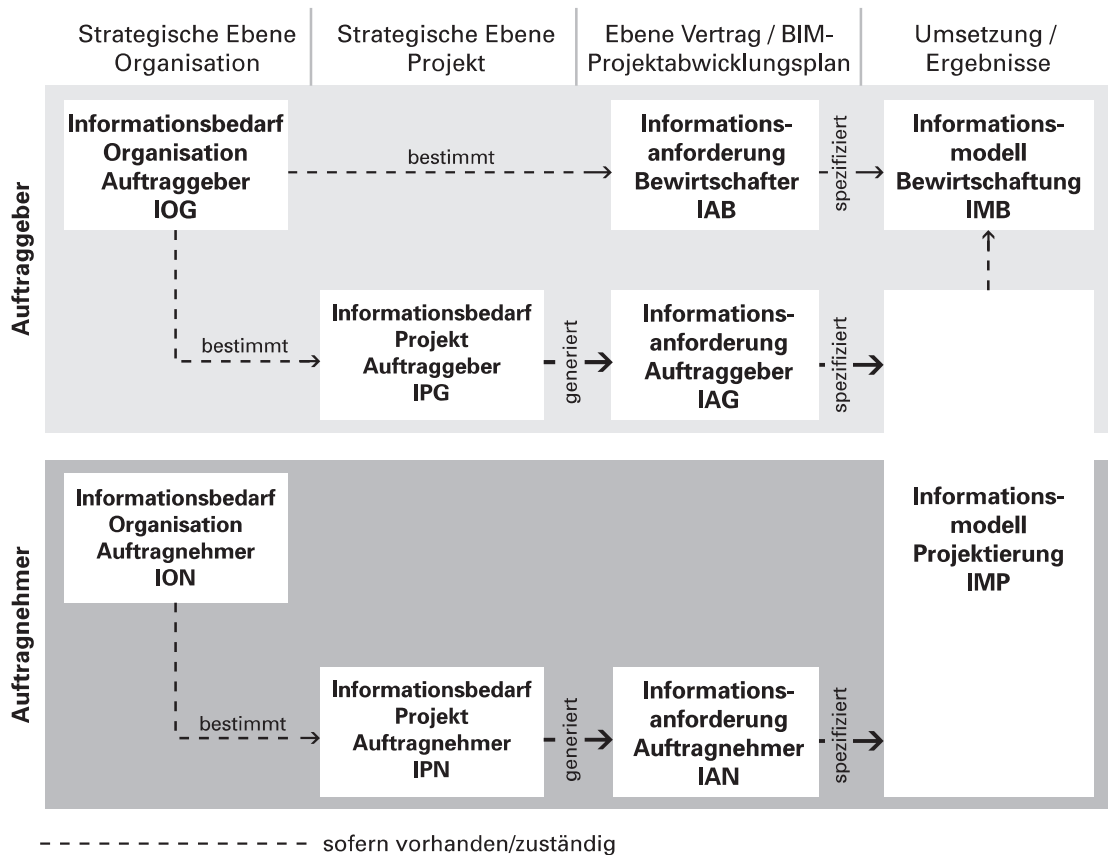 Strategische Ebene
Organisation
Strategische Ebene
Projekt
Ebene Vertrag / BIM-
Projektabwicklungsplan
Umsetzung /
Ergebnisse
Auftraggeber
Informationsbedarf
Organisation
Auftraggeber
IOG
bestimmt
Informations-
anforderung
Bewirtschafter
IAB
spezifiziert
Informations-
modell
Bewirtschaftung
IMB
bestimmt
Informationsbedarf
Projekt
Auftraggeber
IPG
generiert
Informations-
anforderung
Auftraggeber
IAG
spezifiziert
Auftragnehmer
Informationsbedarf
Organisation
Auftragnehmer
ION
Informations-
modell
Projektierung
IMP
bestimmt
Informationsbedarf
Projekt
Auftragnehmer
IPN
generiert
Informations-
anforderung
Auftragnehmer
IAN
spezifiziert
sofern vorhanden/zuständig